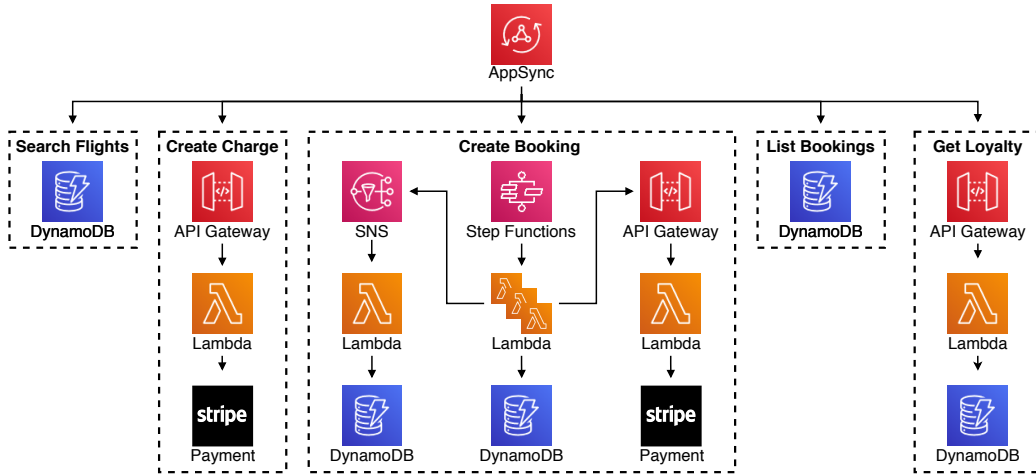 AppSync
Search Flights
DynamoDB
Create Charge
</>
API Gateway
Lambda
stripe
Payment
Create Booking
SNS
Lambda
DynamoDB
Step Functions
Lambda
DynamoDB
</>
API Gateway
Lambda
stripe
Payment
List Bookings
DynamoDB
Get Loyalty
</>
API Gateway
Lambda
DynamoDB